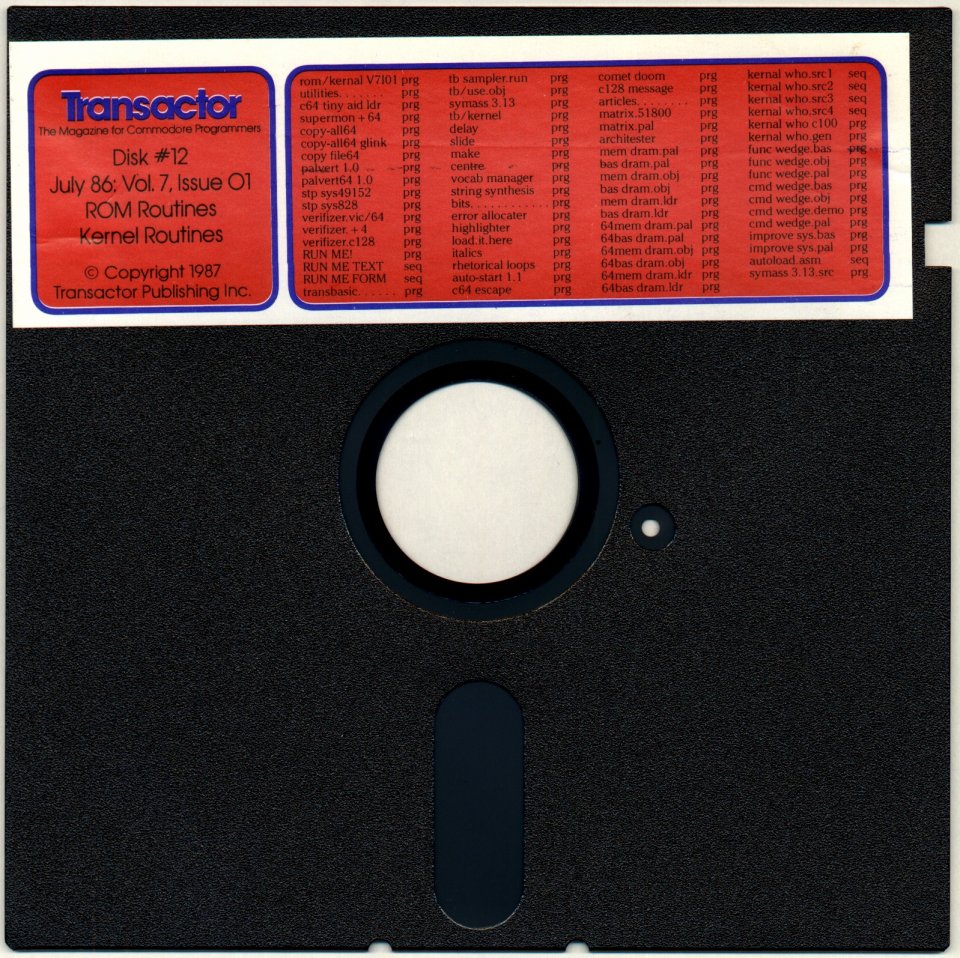 Transactor
The Magazine for Commodore Programmers
Disk #12
July 86: Vol. 7, Issue 01
ROM Routines
Kernel Routines
© Copyright 1987
Transactor Publishing Inc.
rom/kernal V7I01 prg
utilities. . . . . . . prg
c64 tiny aid ldr prg
supermon + 64 prg
copy-all64 prg
copy-all64 glink prg
copy file64 prg
palvert 1.0 prg
palvert64 1.0 prg
stp sys49152 prg
stp sys828 prg
verifizer.vic/64 prg
verifizer. + 4 prg
verifizer.c128 prg
RUN ME! prg
RUN ME TEXT seq
RUN ME FORM seq
transbasic. . . . . . prg
tb sampler.run prg
tb/use.obj prg
symass 3.13 prg
tb/kernel prg
delay prg
slide prg
make prg
centre prg
vocab manager prg
string synthesis prg
bits. . . . . . . . . . . . prg
error allocater prg
highlighter prg
load.it.here prg
italics prg
rhetorical loops prg
auto-start 1.1 prg
c64 escape prg
comet doom prg
c128 message prg
articles. . . . . . . . prg
matrix.51800 prg
matrix.pal prg
architester prg
mem dram.pal prg
bas dram.pal prg
mem dram.obj prg
bas dram.obj prg
mem dram.ldr prg
bas dram.ldr prg
64mem dram.pal prg
64bas dram.pal prg
64mem dram.obj prg
64bas dram.obj prg
64mem dram.ldr prg
64bas dram.ldr prg
kernal who.src1 seq
kernal who.src2 seq
kernal who.src3 seq
kernal who.src4 seq
kernal who c100 prg
kernal who.gen prg
func wedge.bas prg
func wedge.obj prg
func wedge.pal prg
cmd wedge.bas prg
cmd wedge.obj prg
cmd wedge.demo prg
cmd wedge.pal prg
improve sys.bas prg
improve sys.pal prg
autoload.asm seq
symass 3.13.src prg